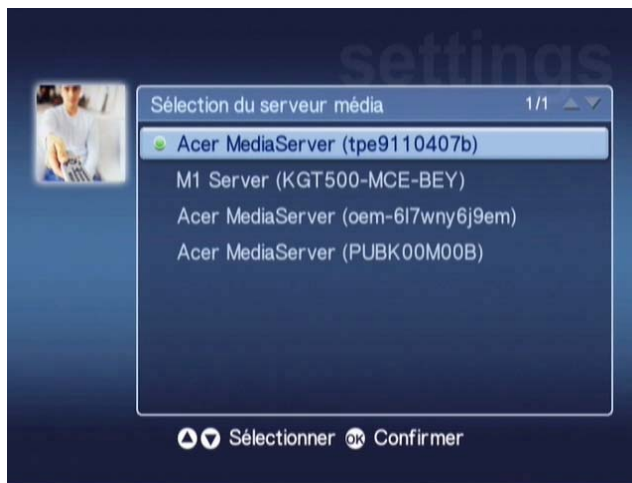 settings
Sélection du serveur média 1/1
Acer MediaServer (tpe9110407b)
M1 Server (KGT500-MCE-BEY)
Acer MediaServer (oem-6l7wny6j9em)
Acer MediaServer (PUBK00M00B)
Sélectionner OK Confirmer